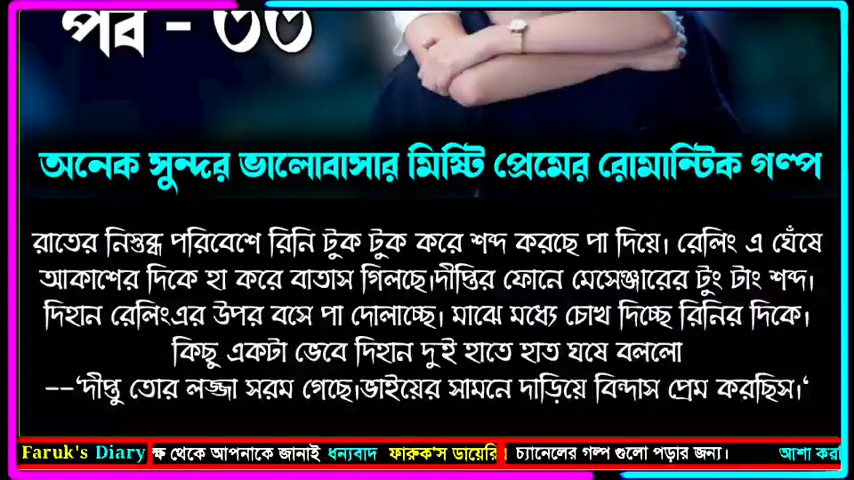 পর্ব - ৩৩
অনেক সুন্দর ভালোবাসার মিষ্টি প্রেমের রোমান্টিক গল্প
রাতের নিস্তব্ধ পরিবেশে রিনি টুক টুক করে শব্দ করছে পা দিয়ে। রেলিং এ ঘেঁষে
আকাশের দিকে হা করে বাতাস গিলছে।দীপ্তির ফোনে মেসেঞ্জারের টুং টাং শব্দ।
দিহান রেলিংএর উপর বসে পা দোলাচ্ছে। মাঝে মধ্যে চোখ দিচ্ছে রিনির দিকে।
কিছু একটা ভেবে দিহান দুই হাতে হাত ঘষে বললো
--‘দীপ্তু তোর লজ্জা সরম গেছে।ভাইয়ের সামনে দাড়িয়ে বিন্দাস প্রেম করছিস।‘
Faruk's Diary ক্ষ থেকে আপনাকে জানাই ধন্যবাদ ফারুক'স ডায়েরি চ্যানেলের গল্প গুলো পড়ার জন্য। আশা